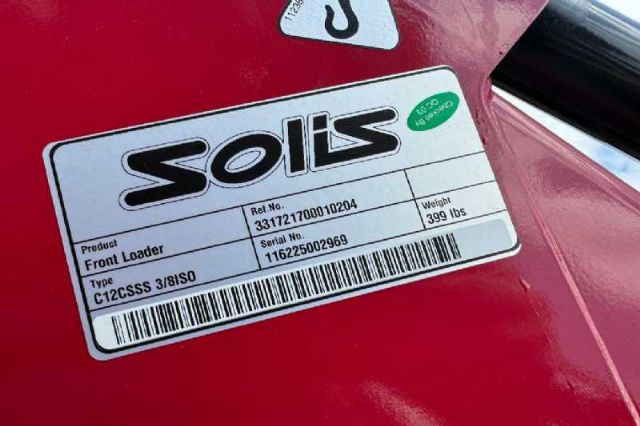 11236
Solis
Checked By
QC 03
Product
Front Loader
Ref.No.
331721700010204
Weight
399 lbs
Type
C12CSSS 3/8ISO
Serial No.
116225002969